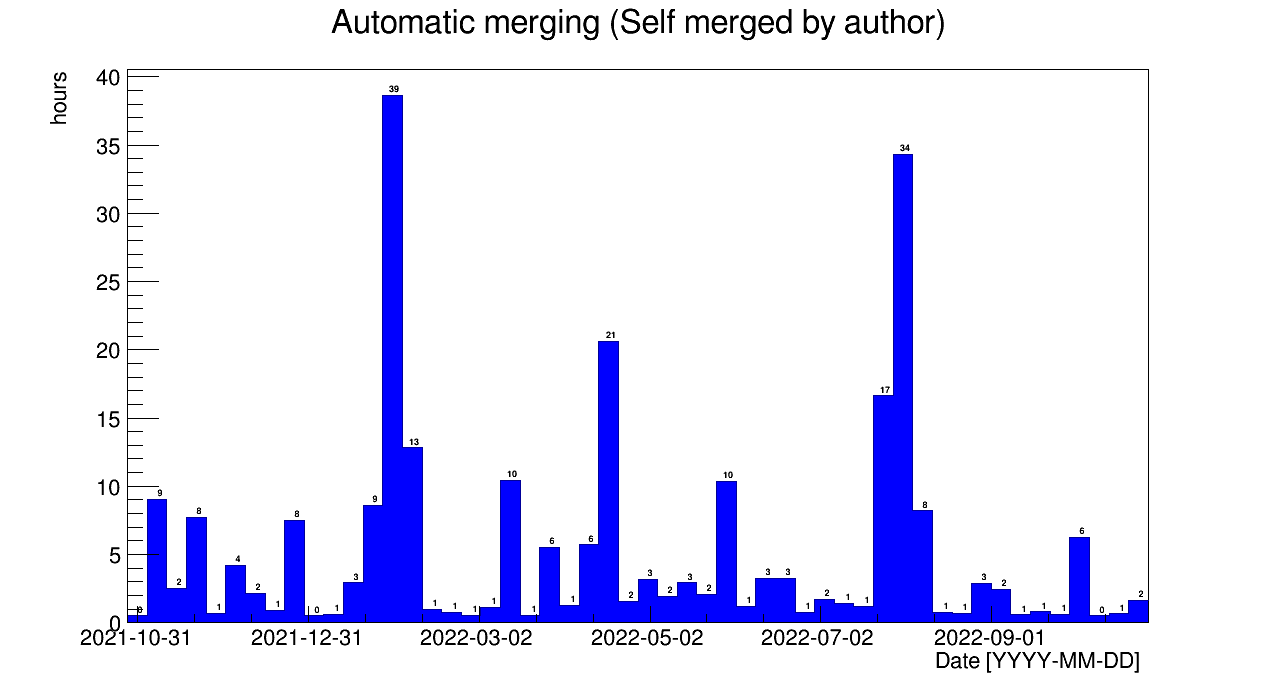 Automatic merging (Self merged by author)
hours
40
35
30
25
20
15
10
5
0
0 9 2 8 1 4 2 1 8 0 1 3 9 39 13 1 1 1 1 10 1 6 1 6 21 2 3 2 3 2 10 1 3 3 1 2 1 1 17 34 8 1 1 3 2 1 1 1 6 0 1 2
2021-10-31 2021-12-31 2022-03-02 2022-05-02 2022-07-02 2022-09-01
Date [YYYY-MM-DD]